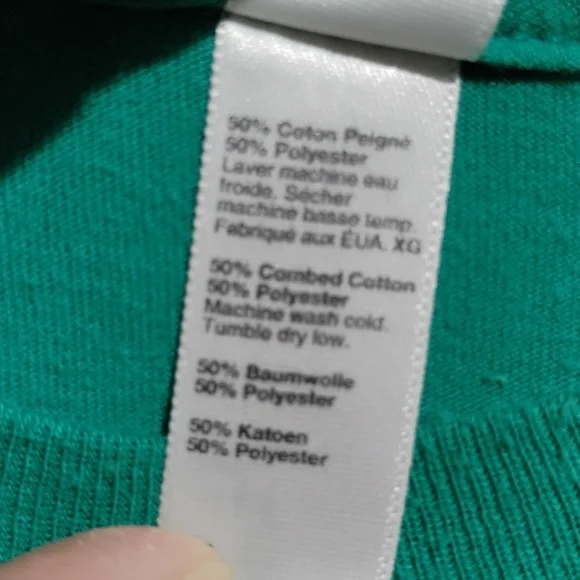 50% Coton Peigné
50% Polyester
Laver machine eau
froide. Sécher
machine basse temp.
Fabriqué aux ÉUA. XG
50% Combed Cotton
50% Polyester
Machine wash cold.
Tumble dry low.
50% Baumwolle
50% Polyester
50% Katoen
50% Polyester